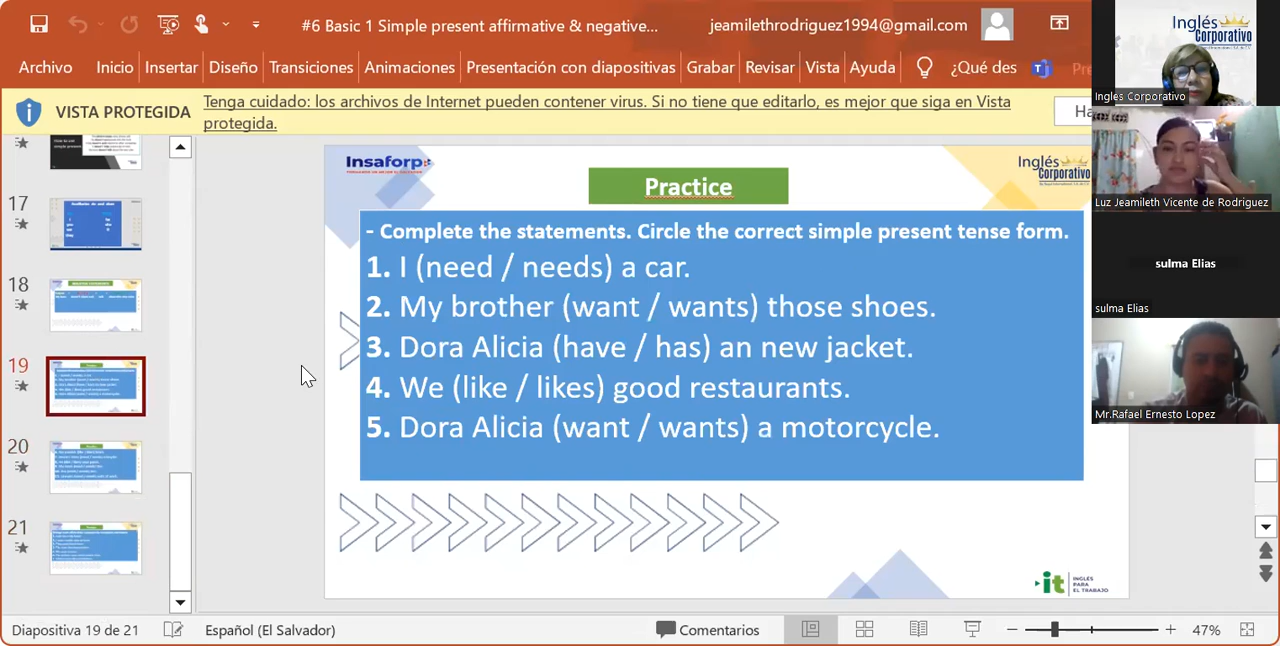 #6 Basic 1 Simple present affirmative & negative...
jeamilethrodriguez1994@gmail.com
Archivo Inicio Insertar Diseño Transiciones Animaciones Presentación con diapositivas Grabar Revisar Vista Ayuda ¿Qué des
VISTA PROTEGIDA
Tenga cuidado: los archivos de Internet pueden contener virus. Si no tiene que editarlo, es mejor que siga en Vista
protegida.
Ha
17
18
19
20
21
Insaforp
Inglés
Corporativo
Practice
- Complete the statements. Circle the correct simple present tense form.
1. I (need / needs) a car.
2. My brother (want / wants) those shoes.
3. Dora Alicia (have / has) an new jacket.
4. We (like / likes) good restaurants.
5. Dora Alicia (want / wants) a motorcycle.
it INGLÉS
PARA
EL TRABAJO
Inglés
Corporativo
Inglés Corporativo
Luz Jeamileth Vicente de Rodriguez
sulma Elias
sulma Elias
Mr.Rafael Ernesto Lopez
Diapositiva 19 de 21 Español (El Salvador) Comentarios 47%